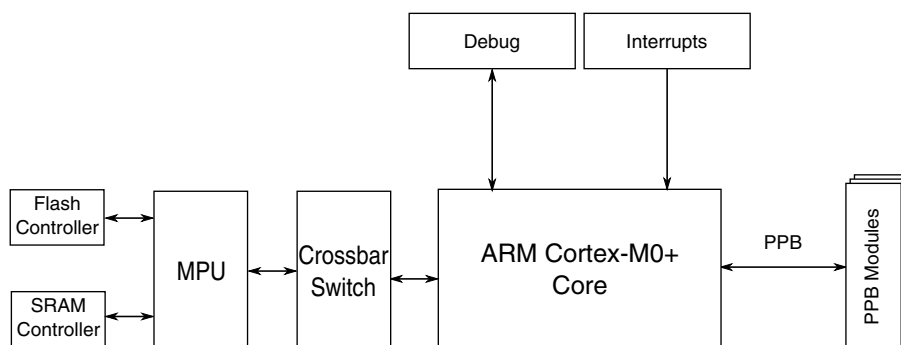 Debug
Interrupts
Flash
Controller
SRAM
Controller
MPU
Crossbar
Switch
ARM Cortex-M0+
Core
PPB
PPB Modules